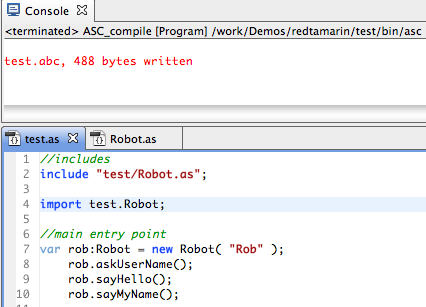 Console
<terminated> ASC_compile [Program] /work/Demos/redtamarin/test/bin/asc
test.abc, 488 bytes written
test.as Robot.as
1 //includes
2 include "test/Robot.as";
3
4 import test.Robot;
5
6 //main entry point
7 var rob:Robot = new Robot( "Rob" );
8 rob.askUserName();
9 rob.sayHello();
10 rob.sayMyName();